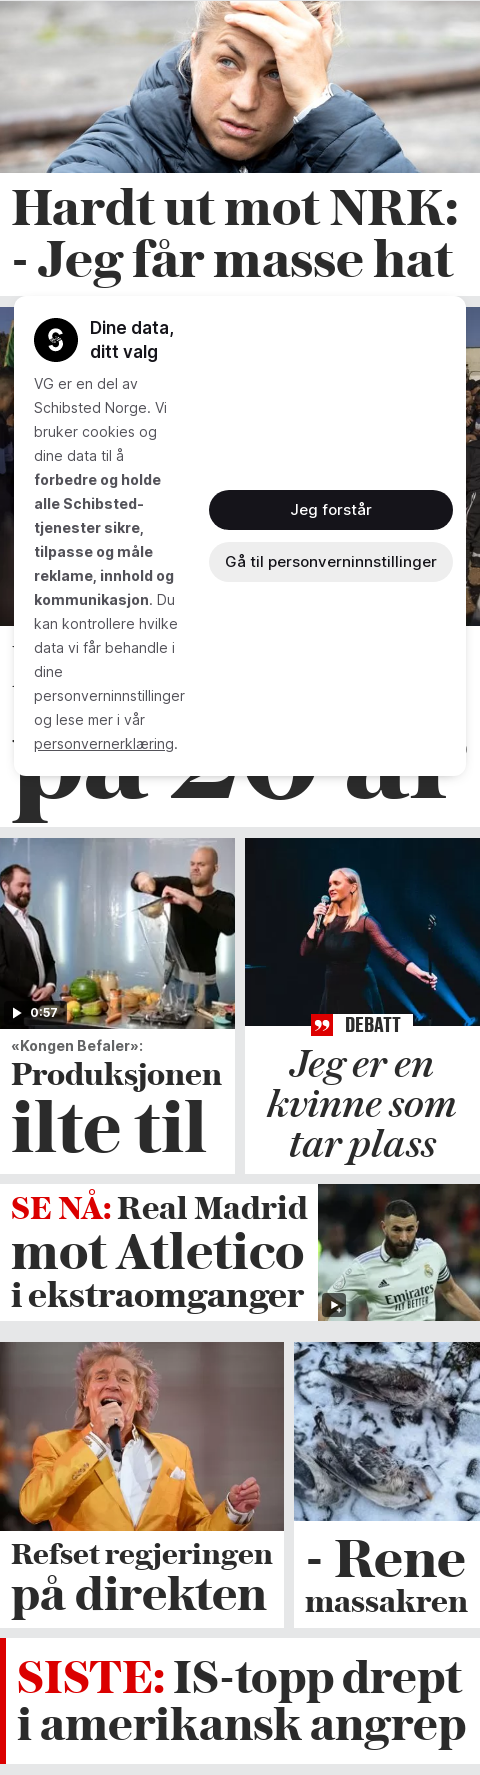 Hardt ut mot NRK:
- Jeg får masse hat
Dine data,
ditt valg
VG er en del av
Schibsted Norge. Vi
bruker cookies og
dine data til å
forbedre og holde
alle Schibsted-
tjenester sikre,
tilpasse og måle
reklame, innhold og
kommunikasjon. Du
kan kontrollere hvilke
data vi får behandle i
dine
personverninnstillinger
og lese mer i vår
personvernerklæring.
Jeg forstår
Gå til personverninnstillinger
på 20 år
0:57
«Kongen Befaler»:
Produksjonen
ilte til
DEBATT
Jeg er en
kvinne som
tar plass
SE NÅ: Real Madrid
mot Atletico
i ekstraomganger
Emirates
FLY BETTER
Refset regjeringen
på direkten
- Rene
massakren
SISTE: IS-topp drept
i amerikansk angrep